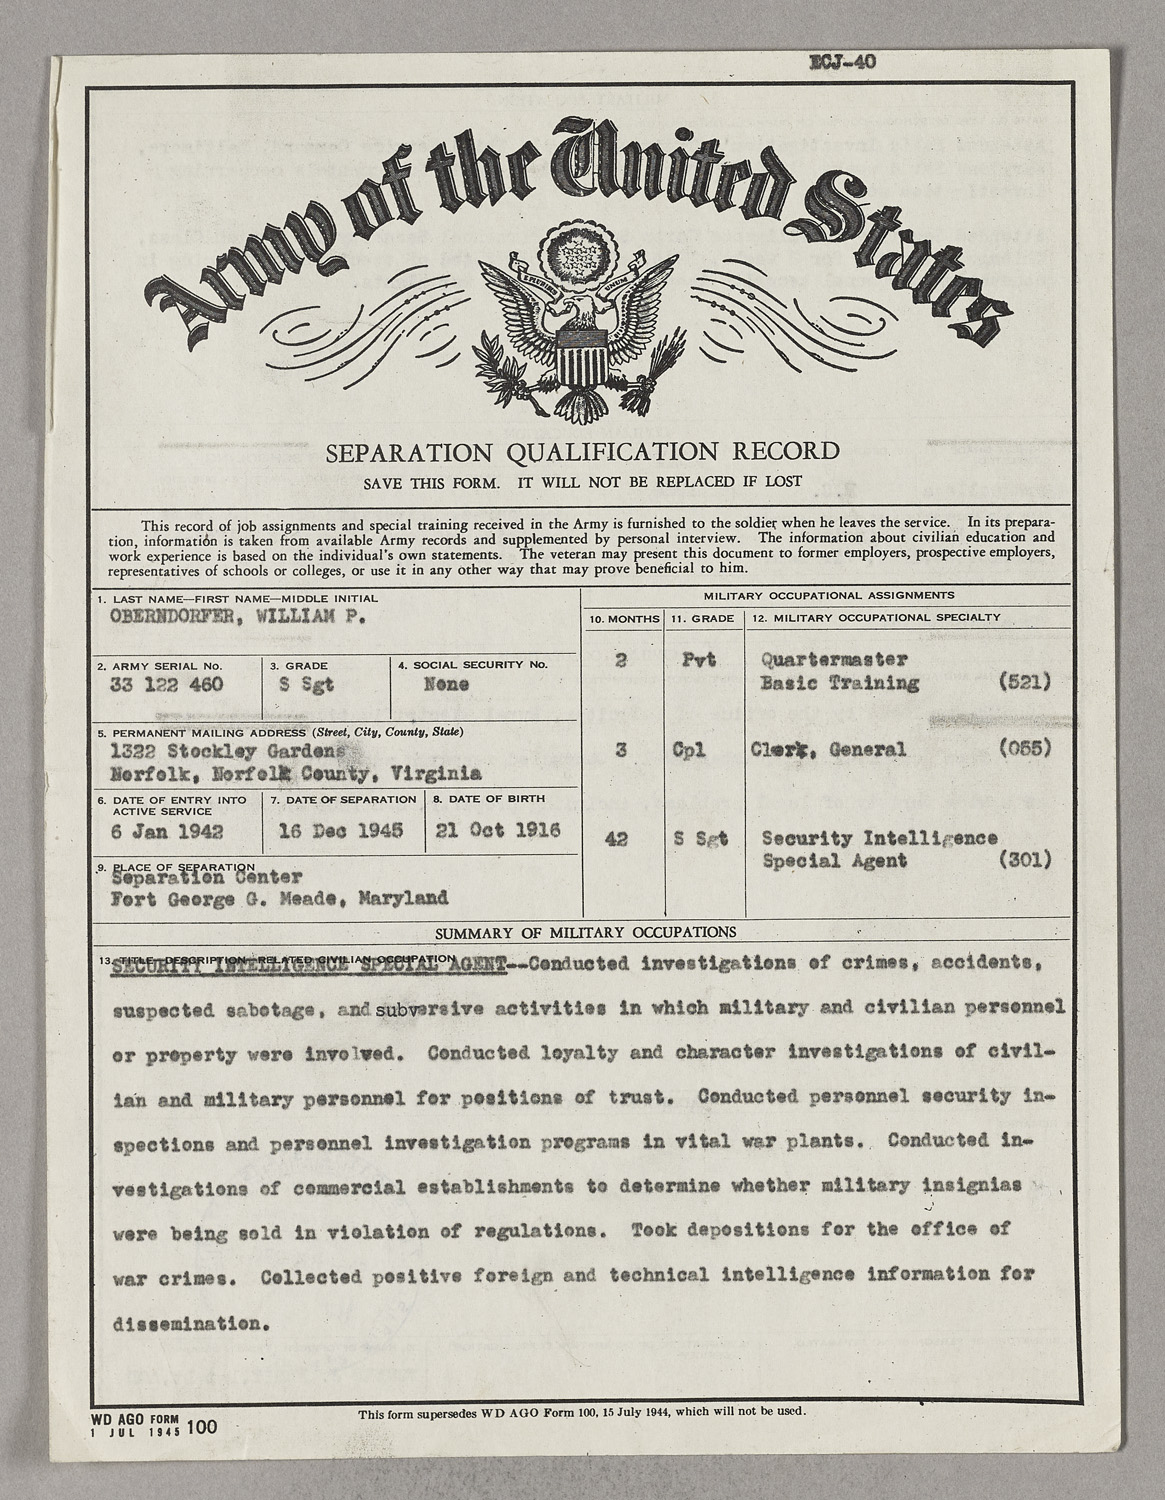 ECJ-40
Army of the United States
E PLURIBUS UNUM
SEPARATION QUALIFICATION RECORD
SAVE THIS FORM. IT WILL NOT BE REPLACED IF LOST
This record of job assignments and special training received in the Army is furnished to the soldier when he leaves the service. In its prepara-
tion, information is taken from available Army records and supplemented by personal interview. The information about civilian education and
work experience is based on the individual's own statements. The veteran may present this document to former employers, prospective employers,
representatives of schools or colleges, or use it in any other way that may prove beneficial to him.
1. LAST NAME—FIRST NAME—MIDDLE INITIAL
OBERNDORFER, WILLIAM P.
2. ARMY SERIAL No. 3. GRADE 4. SOCIAL SECURITY No.
33 122 460 S Sgt None
5. PERMANENT MAILING ADDRESS (Street, City, County, State)
1322 Stockley Gardens
Norfolk, Norfolk County, Virginia
6. DATE OF ENTRY INTO ACTIVE SERVICE 7. DATE OF SEPARATION 8. DATE OF BIRTH
6 Jan 1942 16 Dec 1945 21 Oct 1916
9. PLACE OF SEPARATION
Separation Center
Fort George G. Meade, Maryland
MILITARY OCCUPATIONAL ASSIGNMENTS
10. MONTHS 11. GRADE 12. MILITARY OCCUPATIONAL SPECIALTY
2 Pvt Quartermaster
Basic Training (521)
3 Cpl Clerk, General (055)
42 S Sgt Security Intelligence
Special Agent (301)
SUMMARY OF MILITARY OCCUPATIONS
13. TITLE—DESCRIPTION—RELATED CIVILIAN OCCUPATION
SECURITY INTELLIGENCE SPECIAL AGENT--Conducted investigations of crimes, accidents,
suspected sabotage, and subversive activities in which military and civilian personnel
or property were involved. Conducted loyalty and character investigations of civil-
ian and military personnel for positions of trust. Conducted personnel security in-
spections and personnel investigation programs in vital war plants. Conducted in-
vestigations of commercial establishments to determine whether military insignias
were being sold in violation of regulations. Took depositions for the office of
war crimes. Collected positive foreign and technical intelligence information for
dissemination.
WD AGO FORM 100
1 JUL 1945
This form supersedes WD AGO Form 100, 15 July 1944, which will not be used.